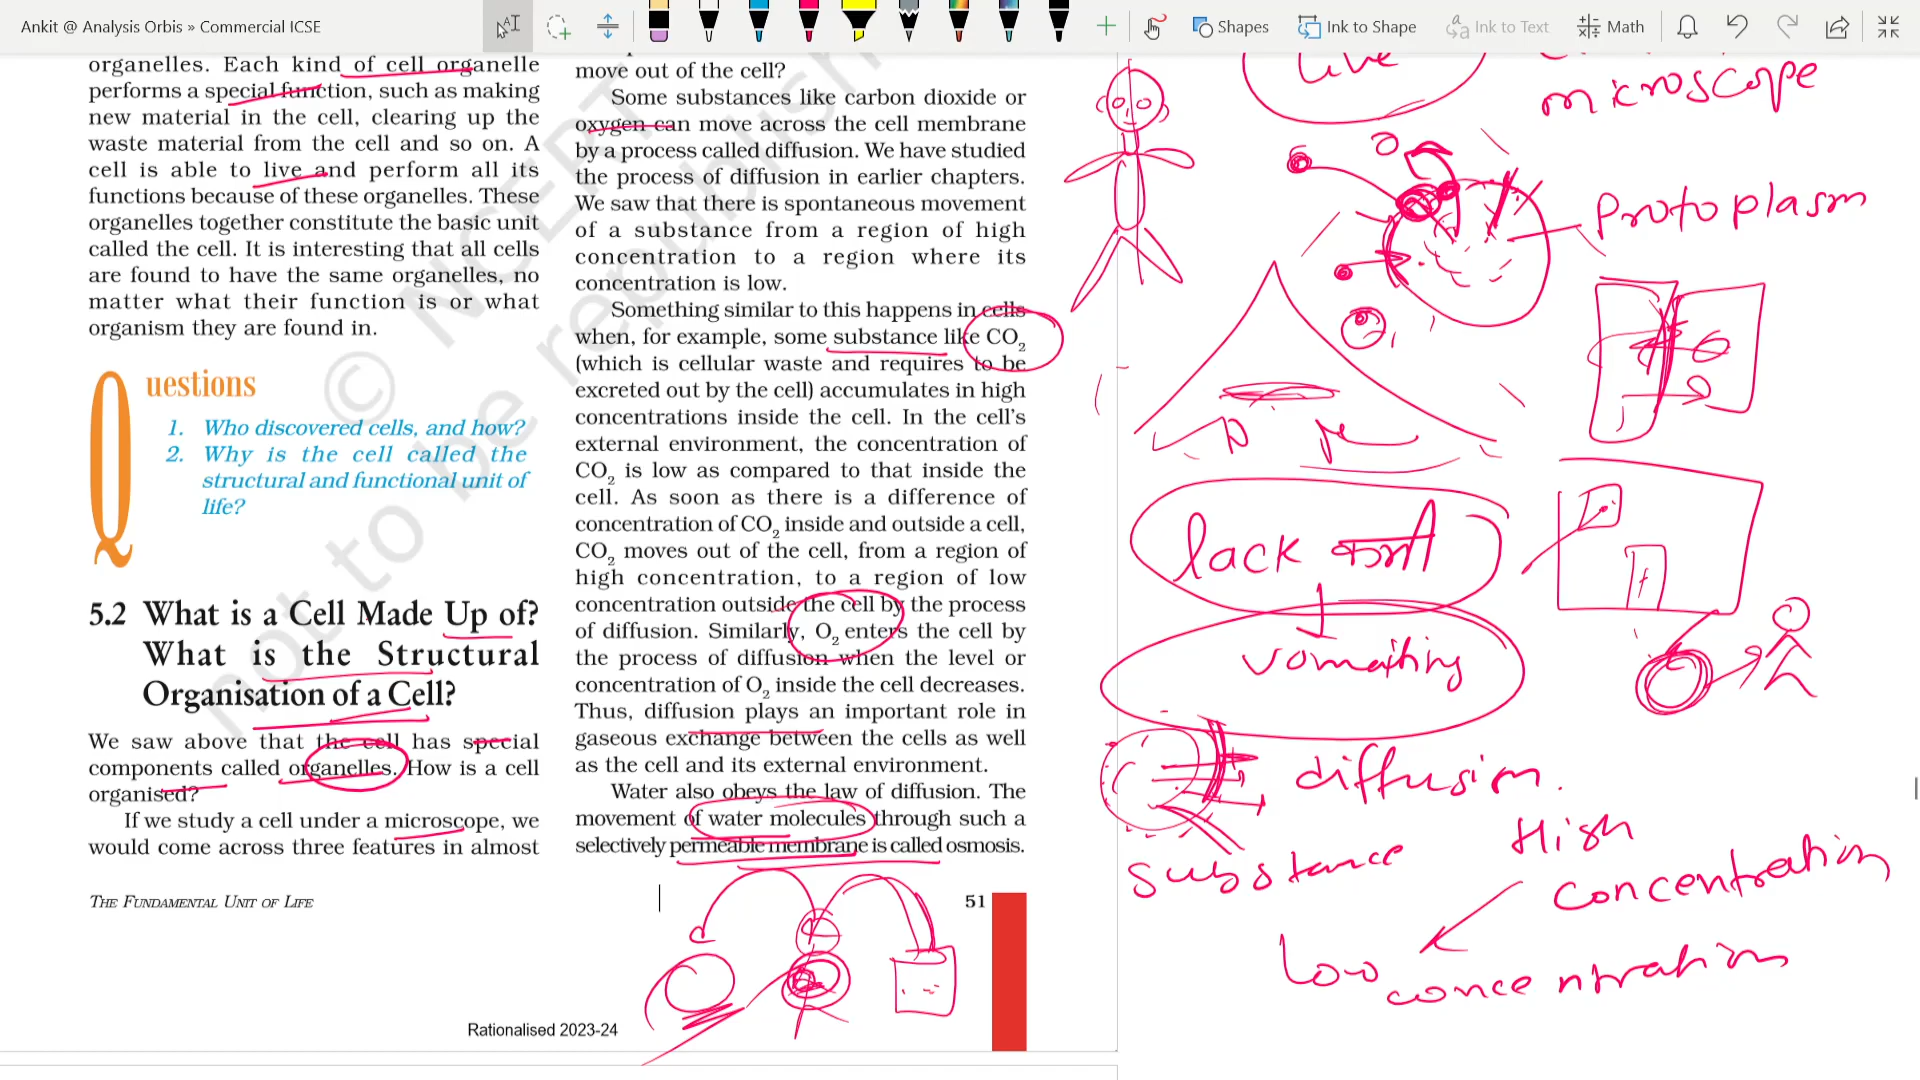 Ankit @ Analysis Orbis » Commercial ICSE
Shapes
Ink to Shape
Ink to Text
Math
organelles. Each kind of cell organelle
performs a special function, such as making
new material in the cell, clearing up the
waste material from the cell and so on. A
cell is able to live and perform all its
functions because of these organelles. These
organelles together constitute the basic unit
called the cell. It is interesting that all cells
are found to have the same organelles, no
matter what their function is or what
organism they are found in.
Questions
1. Who discovered cells, and how?
2. Why is the cell called the
structural and functional unit of
life?
5.2 What is a Cell Made Up of?
What is the Structural
Organisation of a Cell?
We saw above that the cell has special
components called organelles. How is a cell
organised?
If we study a cell under a microscope, we
would come across three features in almost
THE FUNDAMENTAL UNIT OF LIFE
move out of the cell?
Some substances like carbon dioxide or
oxygen can move across the cell membrane
by a process called diffusion. We have studied
the process of diffusion in earlier chapters.
We saw that there is spontaneous movement
of a substance from a region of high
concentration to a region where its
concentration is low.
Something similar to this happens in cells
when, for example, some substance like CO₂
(which is cellular waste and requires to be
excreted out by the cell) accumulates in high
concentrations inside the cell. In the cell's
external environment, the concentration of
CO₂ is low as compared to that inside the
cell. As soon as there is a difference of
concentration of CO₂ inside and outside a cell,
CO₂ moves out of the cell, from a region of
high concentration, to a region of low
concentration outside the cell by the process
of diffusion. Similarly, O₂ enters the cell by
the process of diffusion when the level or
concentration of O₂ inside the cell decreases.
Thus, diffusion plays an important role in
gaseous exchange between the cells as well
as the cell and its external environment.
Water also obeys the law of diffusion. The
movement of water molecules through such a
selectively permeable membrane is called osmosis.
51
Rationalised 2023-24
© NCERT
not to be republish
live
microscope
Protoplasm
lack
diffusion.
substance
High
concentration
Low
concentration